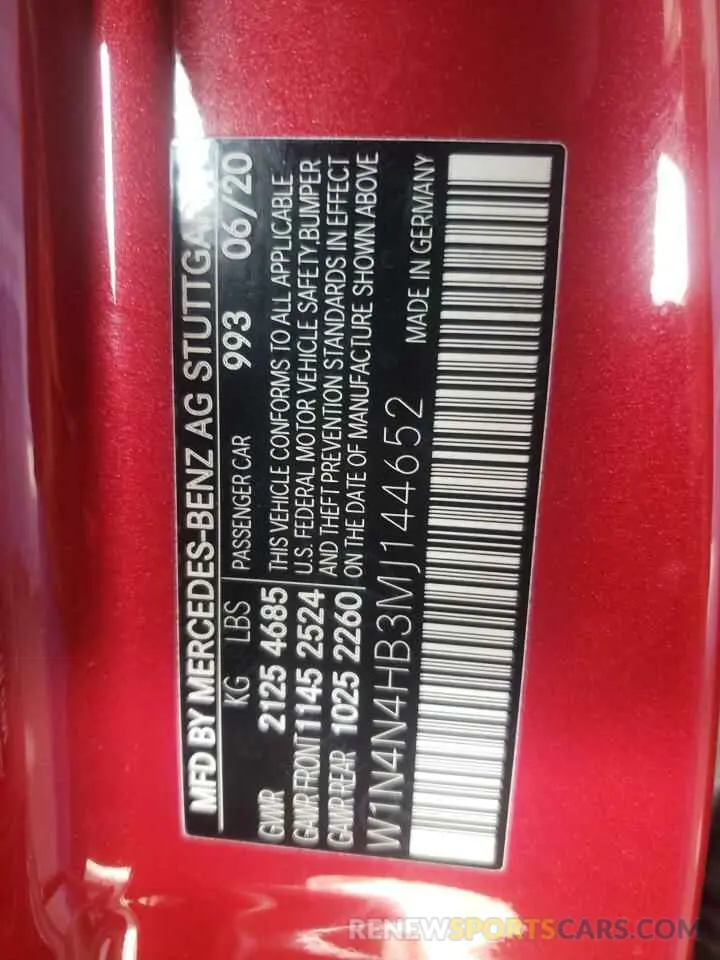 MFD BY MERCEDES-BENZ AG STUTTGA
KG LBS PASSENGER CAR 993 06/20
GVWR 2125 4685 THIS VEHICLE CONFORMS TO ALL APPLICABLE
GAWR FRONT 1145 2524 U.S. FEDERAL MOTOR VEHICLE SAFETY,BUMPER
GAWR REAR 1025 2260 AND THEFT PREVENTION STANDARDS IN EFFECT
ON THE DATE OF MANUFACTURE SHOWN ABOVE
W1N4N4HB3MJ144652 MADE IN GERMANY
RENEWSPORTSCARS.COM